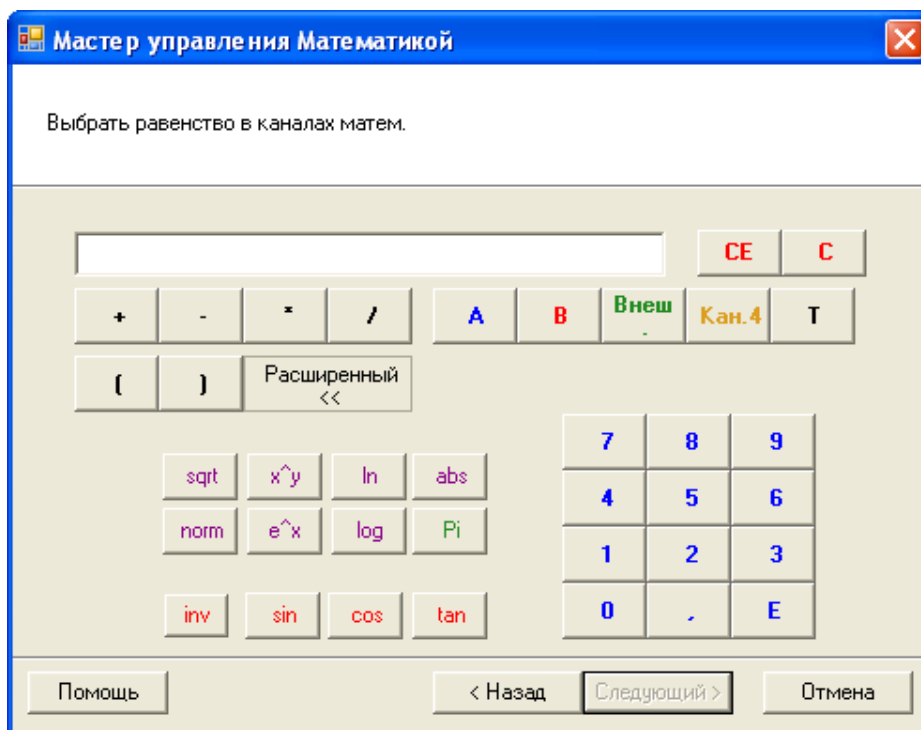 Мастер управления Математикой
Выбрать равенство в каналах матем.
CE C
+ - * / A B Внеш. Кан.4 T
( ) Расширенный
<<
7 8 9
sqrt x^y ln abs
4 5 6
norm e^x log Pi
1 2 3
inv sin cos tan
0 , E
Помощь < Назад Следующий > Отмена